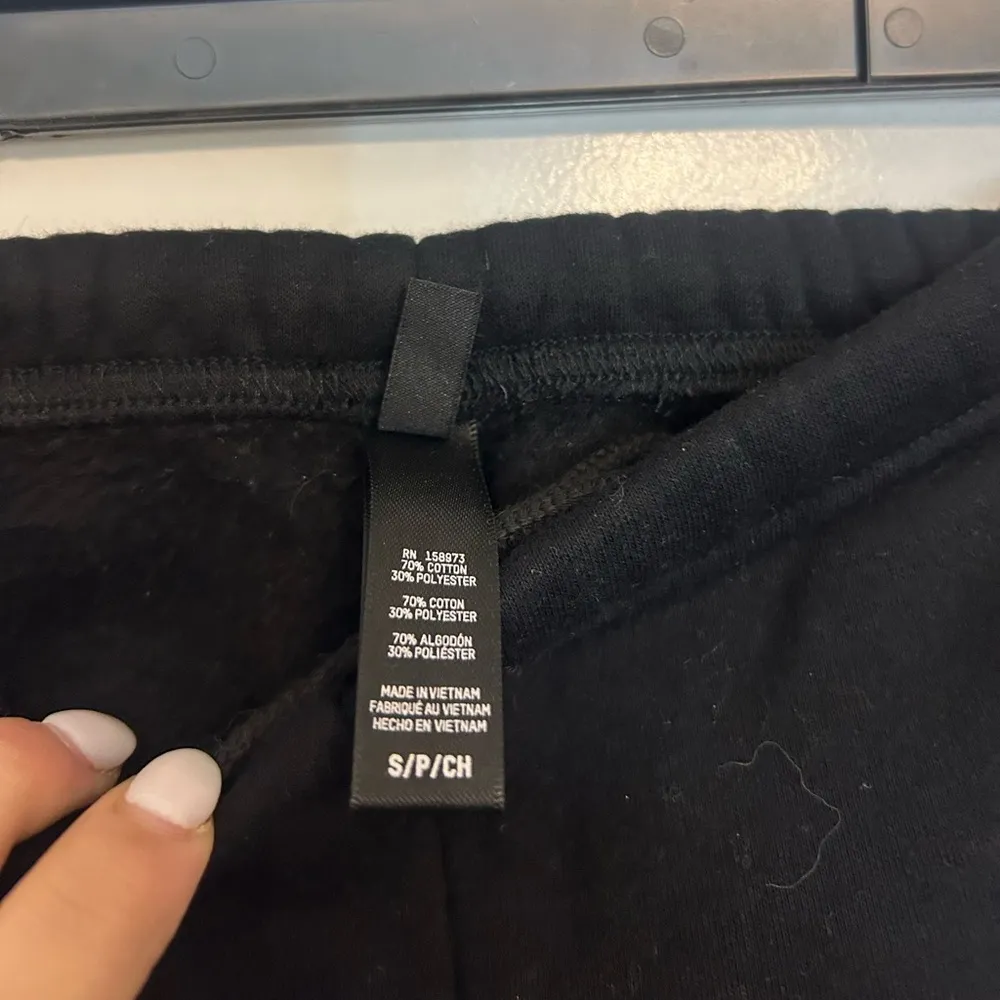 RN 158973
70% COTTON
30% POLYESTER
70% COTON
30% POLYESTER
70% ALGODÓN
30% POLIÉSTER
MADE IN VIETNAM
FABRIQUÉ AU VIETNAM
HECHO EN VIETNAM
S/P/CH